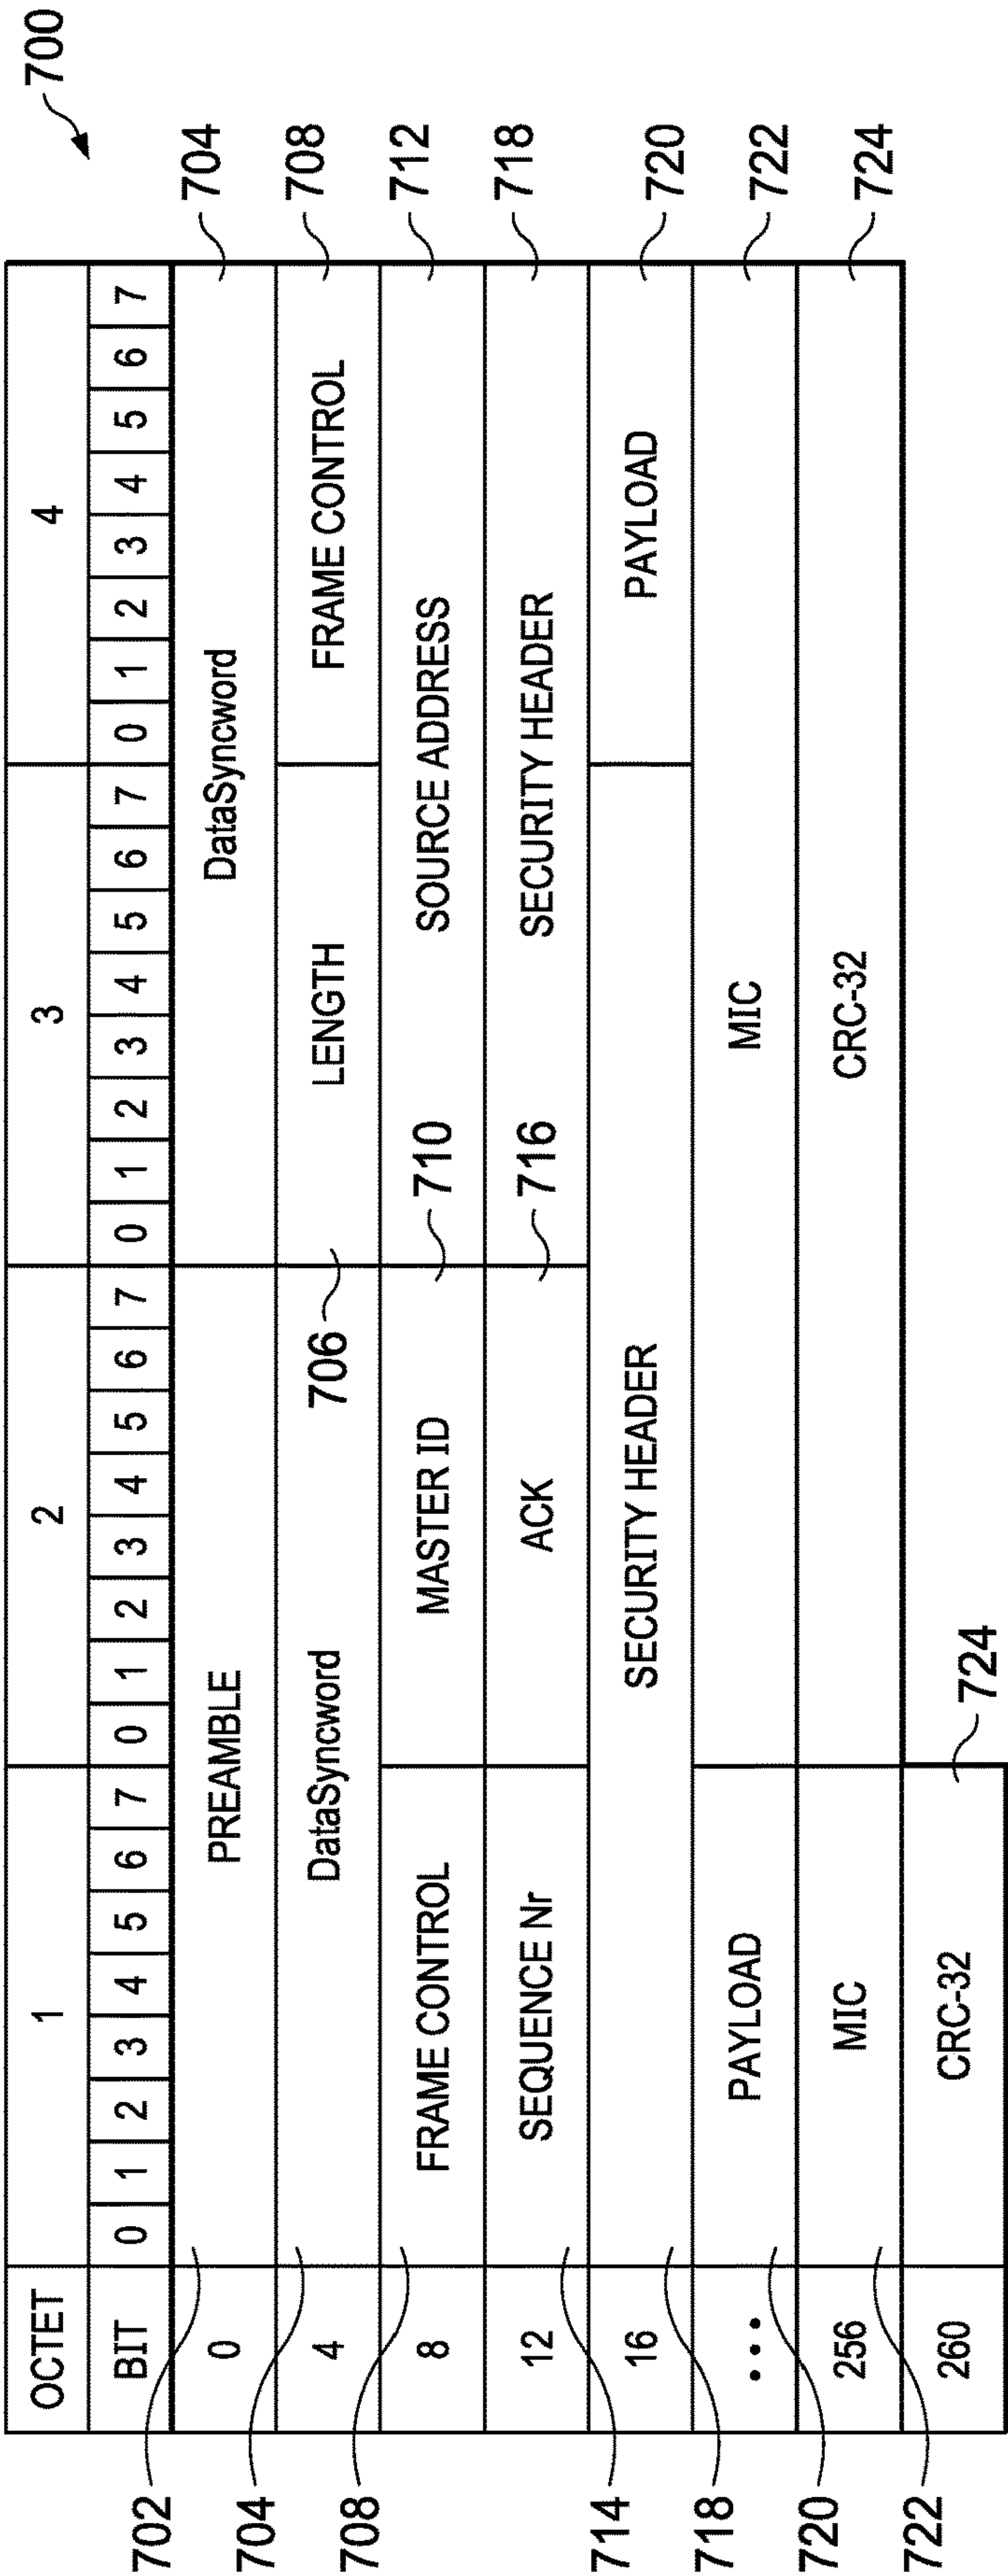 700
OCTET 1 2 3 4
BIT 0 1 2 3 4 5 6 7 0 1 2 3 4 5 6 7 0 1 2 3 4 5 6 7 0 1 2 3 4 5 6 7
702 0 PREAMBLE DataSyncword 704
704 4 DataSyncword 706 LENGTH FRAME CONTROL 708
708 8 FRAME CONTROL MASTER ID 710 SOURCE ADDRESS 712
12 SEQUENCE Nr ACK 716 SECURITY HEADER 718
714 16 SECURITY HEADER PAYLOAD 720
718 ••• PAYLOAD MIC 722
720 256 MIC CRC-32 724
722 260 CRC-32 724